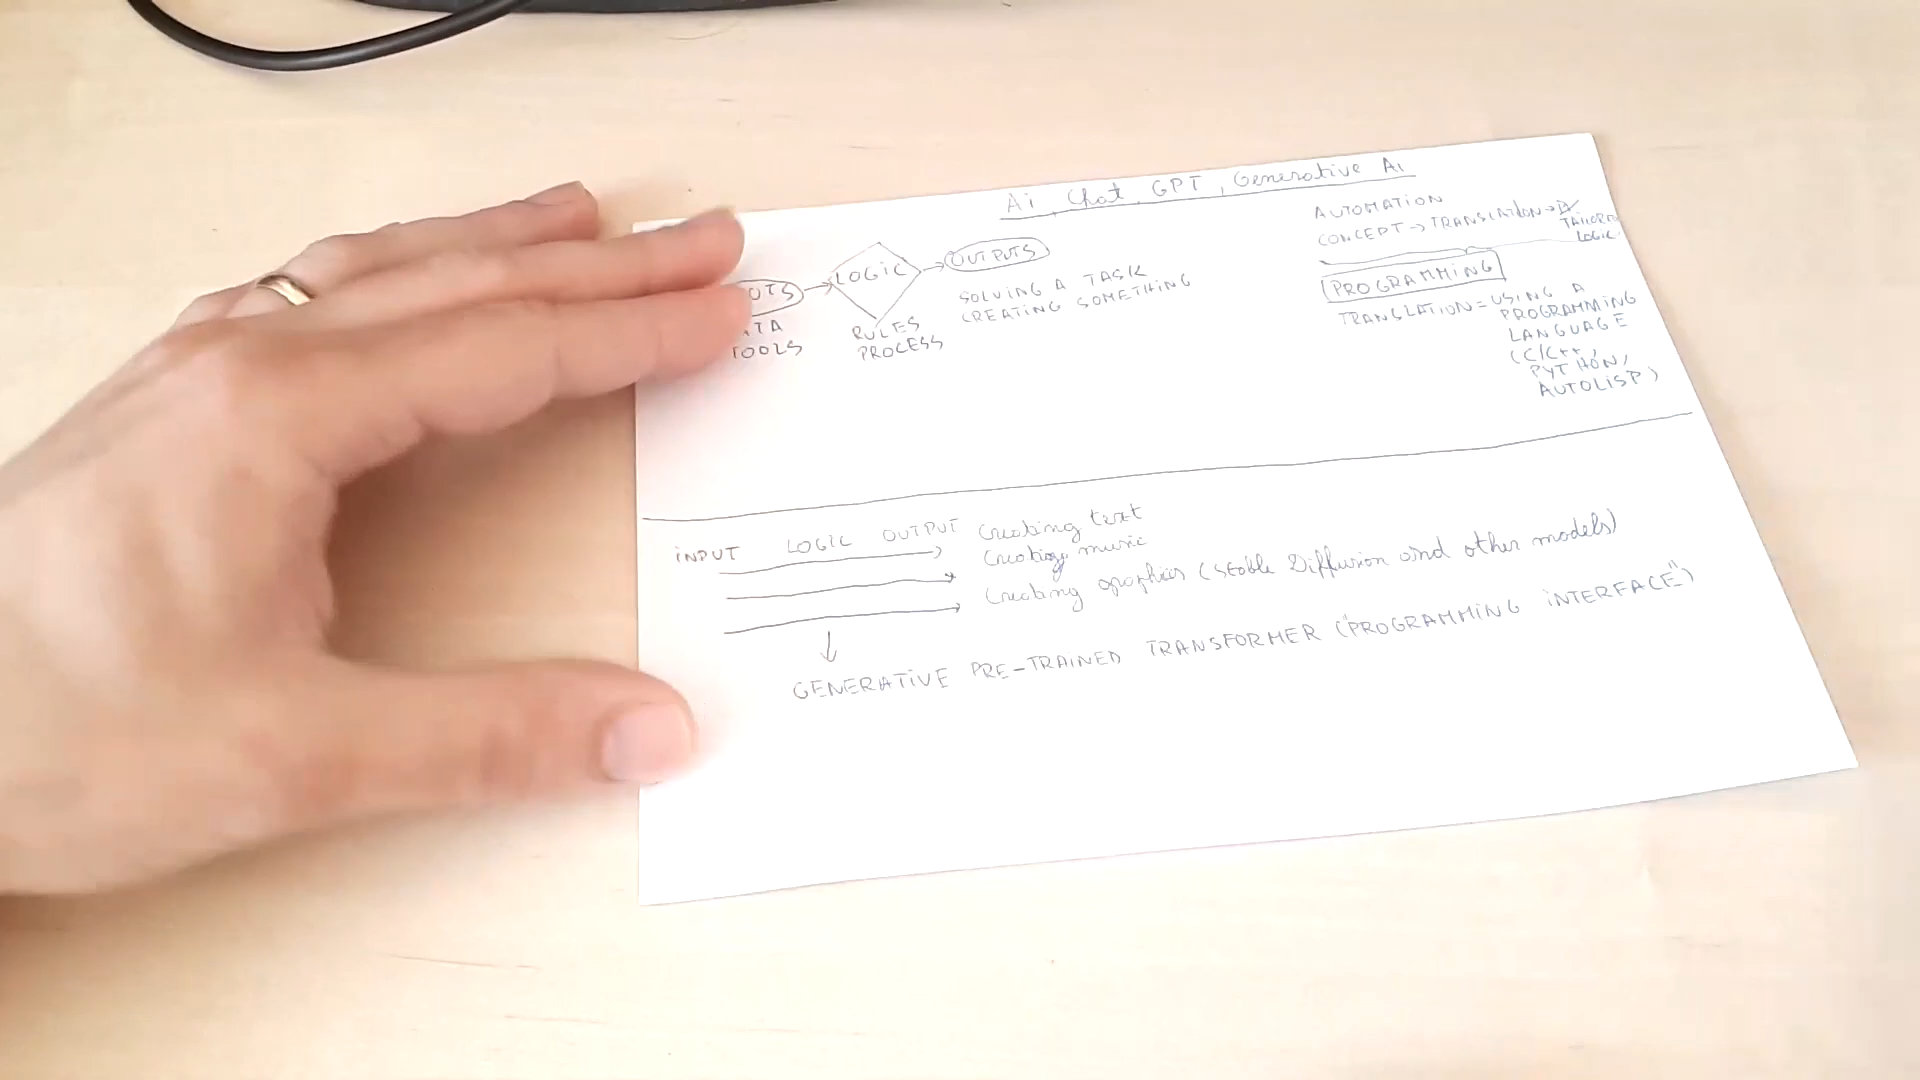 Ai, Chat GPT, Generative Ai
LOGIC
OUTPUTS
TOOLS
RULES
PROCESS
SOLVING A TASK
CREATING SOMETHING
AUTOMATION
CONCEPT → TRANSLATION →
LOGIC
PROGRAMMING
TRANSLATION = USING A
PROGRAMMING
LANGUAGE
(C/C++,
PYTHON,
AUTOLISP)
INPUT LOGIC OUTPUT
Creating text
Creating music
Creating graphics (Stable Diffusion and other models)
GENERATIVE PRE-TRAINED TRANSFORMER ("PROGRAMMING INTERFACE")